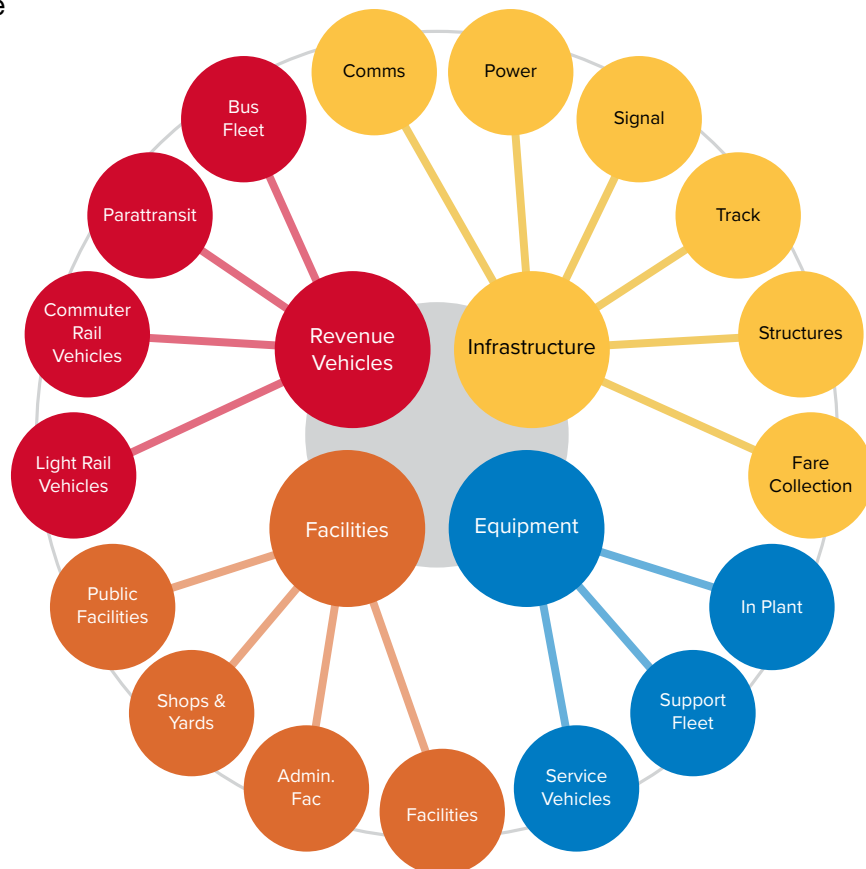 e
Comms
Power
Bus
Fleet
Signal
Parattransit
Track
Commuter
Rail
Vehicles
Structures
Revenue
Vehicles
Infrastructure
Light Rail
Vehicles
Fare
Collection
Facilities
Equipment
Public
Facilities
In Plant
Shops &
Yards
Support
Fleet
Admin.
Fac
Service
Vehicles
Facilities